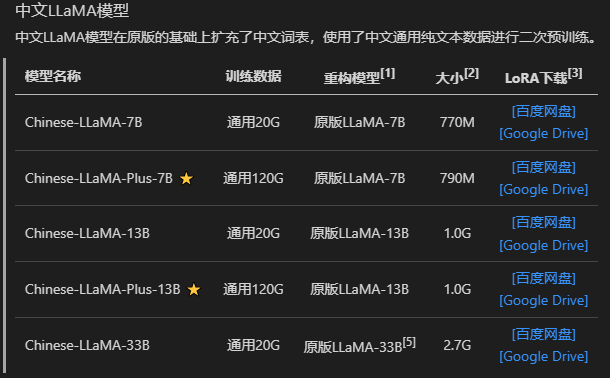 中文LLaMA模型
中文LLaMA模型在原版的基础上扩充了中文词表，使用了中文通用纯文本数据进行二次预训练。
模型名称 训练数据 重构模型[1] 大小[2] LoRA下载[3]
Chinese-LLaMA-7B 通用20G 原版LLaMA-7B 770M [百度网盘]
[Google Drive]
Chinese-LLaMA-Plus-7B ⭐ 通用120G 原版LLaMA-7B 790M [百度网盘]
[Google Drive]
Chinese-LLaMA-13B 通用20G 原版LLaMA-13B 1.0G [百度网盘]
[Google Drive]
Chinese-LLaMA-Plus-13B ⭐ 通用120G 原版LLaMA-13B 1.0G [百度网盘]
[Google Drive]
Chinese-LLaMA-33B 通用20G 原版LLaMA-33B[5] 2.7G [百度网盘]
[Google Drive]